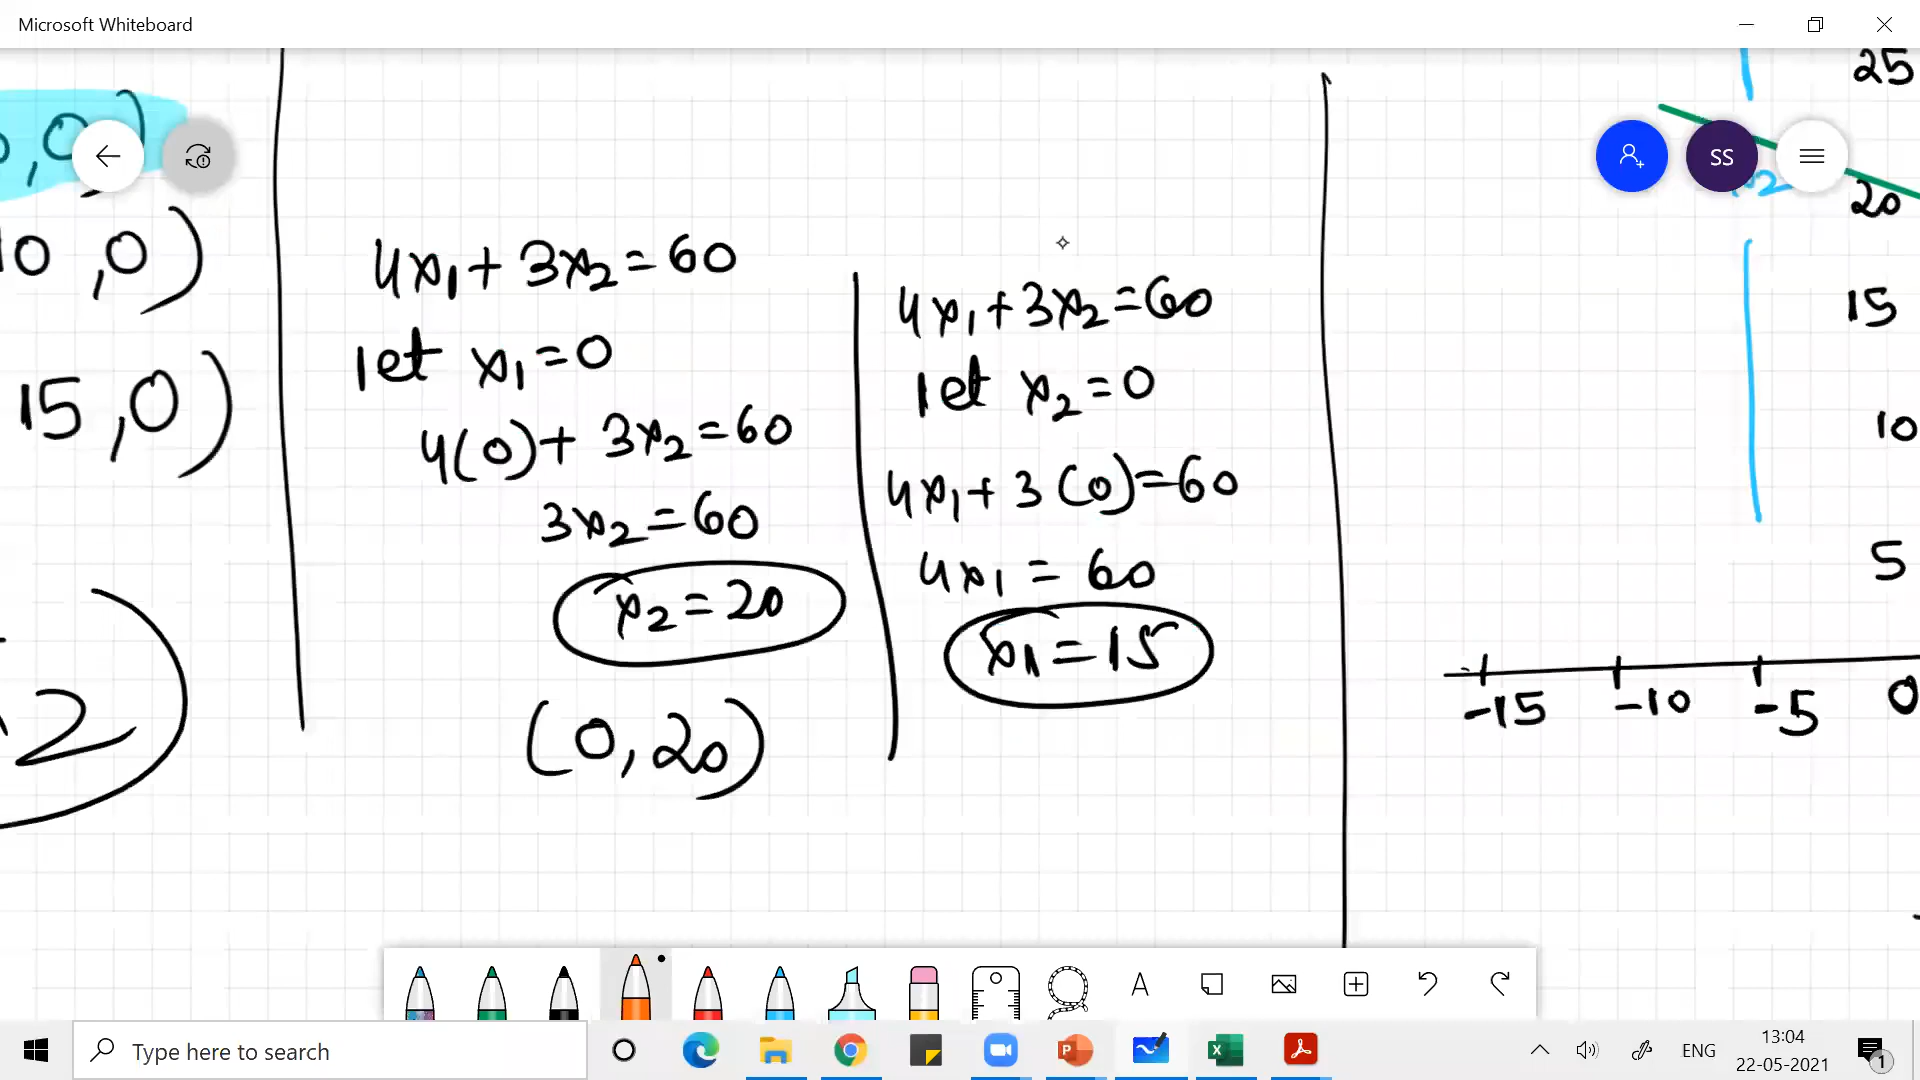 Microsoft Whiteboard
,0)
10 ,0)
15 ,0)
2
4x1 + 3x2 = 60
let x1 = 0
4(0) + 3x2 = 60
3x2 = 60
x2 = 20
(0, 20)
4x1 + 3x2 = 60
let x2 = 0
4x1 + 3 (0) = 60
4x1 = 60
x1 = 15
SS
25
20
15
10
5
-15 -10 -5 0
A
Type here to search
ENG
13:04
22-05-2021
1